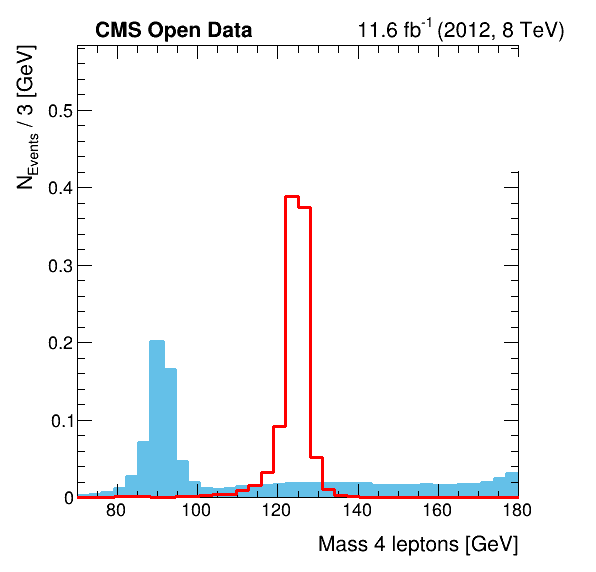 CMS Open Data 11.6 fb⁻¹ (2012, 8 TeV)
N_Events / 3 [GeV]
0.5
0.4
0.3
0.2
0.1
0
80 100 120 140 160 180
Mass 4 leptons [GeV]